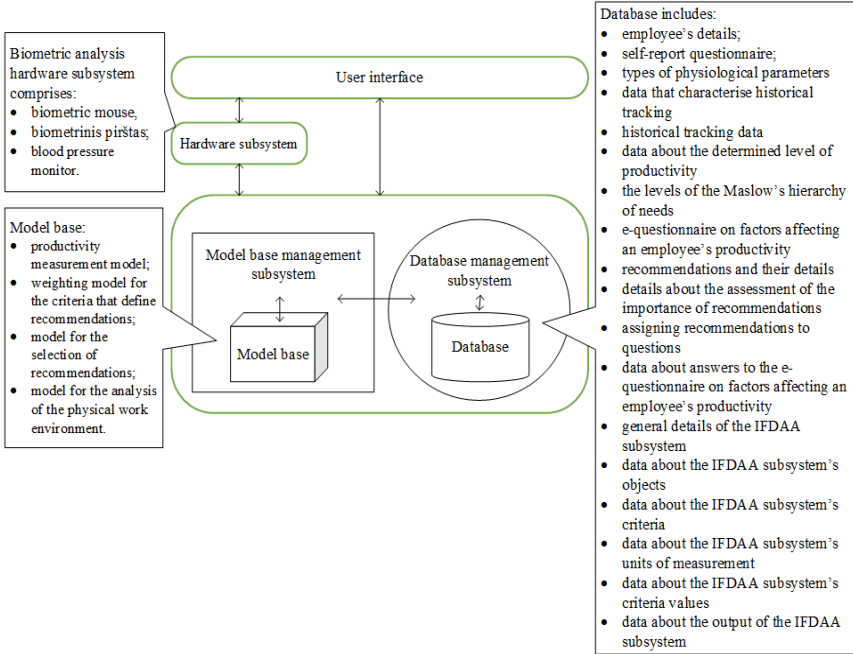 Biometric analysis
hardware subsystem
comprises:
• biometric mouse,
• biometrinis pirštas;
• blood pressure
monitor.
User interface
Hardware subsystem
Model base:
• productivity
measurement model;
• weighting model for
the criteria that define
recommendations;
• model for the
selection of
recommendations;
• model for the analysis
of the physical work
environment.
Model base management
subsystem
Model base
Database management
subsystem
Database
Database includes:
• employee’s details;
• self-report questionnaire;
• types of physiological parameters
• data that characterise historical
tracking
• historical tracking data
• data about the determined level of
productivity
• the levels of the Maslow’s hierarchy
of needs
• e-questionnaire on factors affecting
an employee’s productivity
• recommendations and their details
• details about the assessment of the
importance of recommendations
• assigning recommendations to
questions
• data about answers to the e-
questionnaire on factors affecting an
employee’s productivity
• general details of the IFDAA
subsystem
• data about the IFDAA subsystem’s
objects
• data about the IFDAA subsystem’s
criteria
• data about the IFDAA subsystem’s
units of measurement
• data about the IFDAA subsystem’s
criteria values
• data about the output of the IFDAA
subsystem